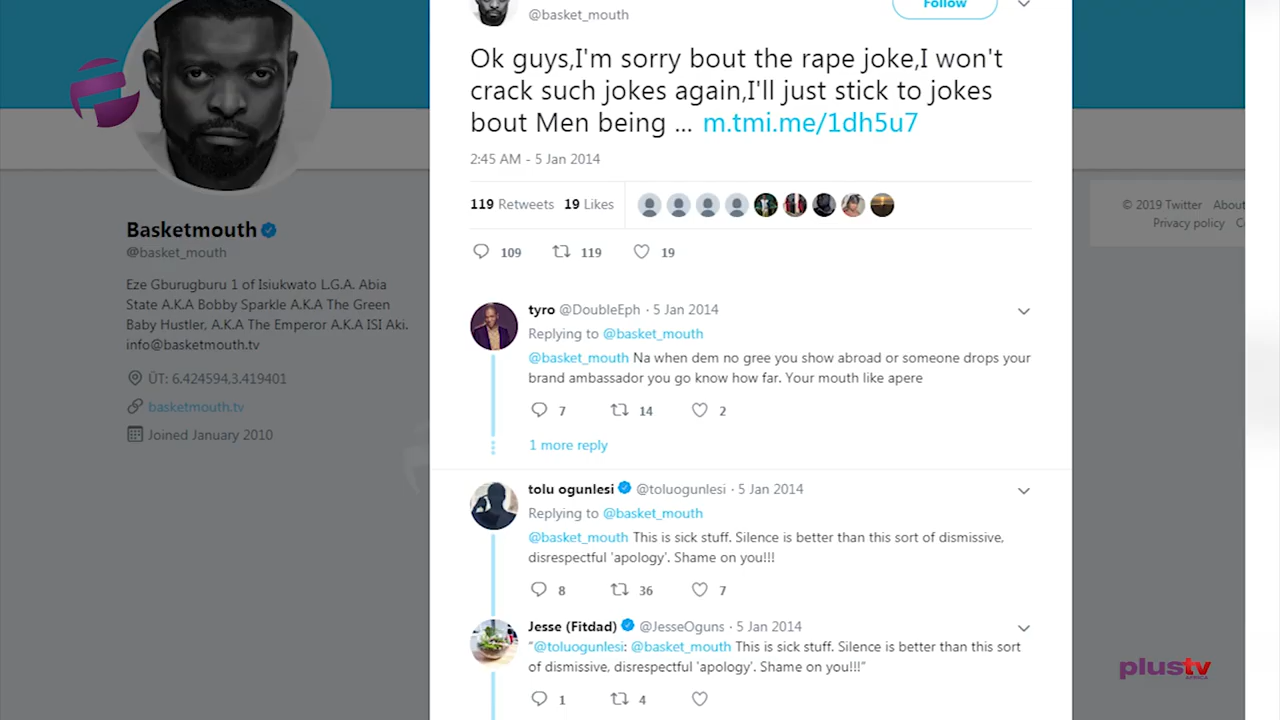 @basket_mouth
Follow
Ok guys,I'm sorry bout the rape joke,I won't
crack such jokes again,I'll just stick to jokes
bout Men being ... m.tmi.me/1dh5u7
2:45 AM - 5 Jan 2014
119 Retweets 19 Likes
109 119 19
tyro @DoubleEph · 5 Jan 2014
Replying to @basket_mouth
@basket_mouth Na when dem no gree you show abroad or someone drops your
brand ambassador you go know how far. Your mouth like apere
7 14 2
1 more reply
tolu ogunlesi @toluogunlesi · 5 Jan 2014
Replying to @basket_mouth
@basket_mouth This is sick stuff. Silence is better than this sort of dismissive,
disrespectful 'apology'. Shame on you!!!
8 36 7
Jesse (Fitdad) @JesseOguns · 5 Jan 2014
"@toluogunlesi: @basket_mouth This is sick stuff. Silence is better than this sort
of dismissive, disrespectful 'apology'. Shame on you!!!"
1 4
Basketmouth
@basket_mouth
Eze Gburugburu 1 of Isiukwato L.G.A. Abia
State A.K.A Bobby Sparkle A.K.A The Green
Baby Hustler, A.K.A The Emperor A.K.A ISI Aki.
info@basketmouth.tv
ÜT: 6.424594,3.419401
basketmouth.tv
Joined January 2010
© 2019 Twitter About
Privacy policy
plustv
AFRICA